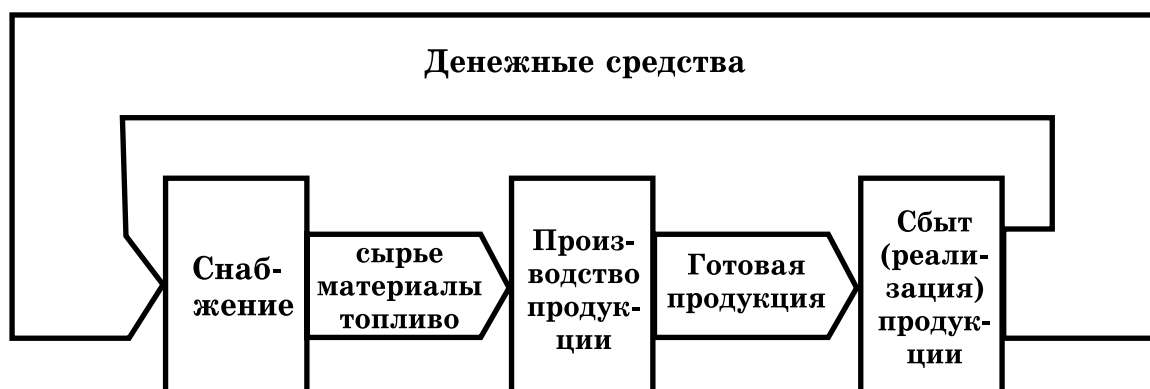 Денежные средства
Снаб-
жение
сырье
материалы
топливо
Произ-
водство
продук-
ции
Готовая
продукция
Сбыт
(реали-
зация)
продук-
ции